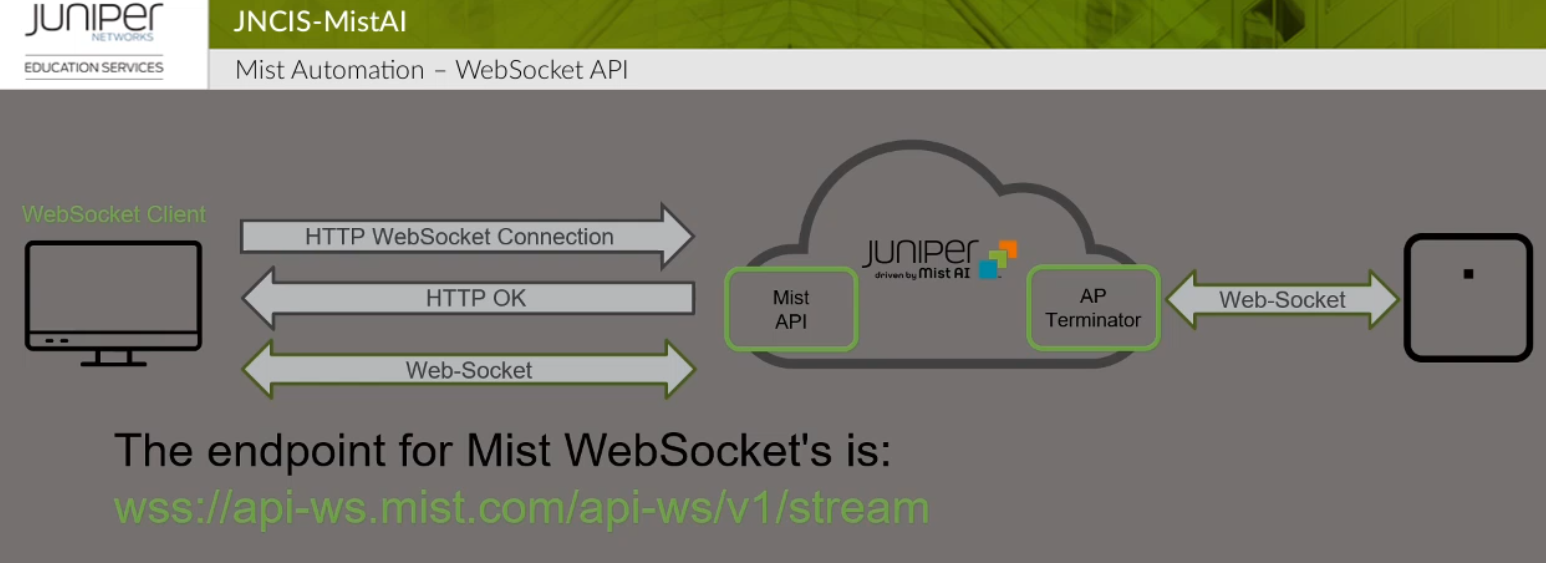 JUNIPEr
NETWORKS
EDUCATION SERVICES
JNCIS-MistAI
Mist Automation – WebSocket API
WebSocket Client
HTTP WebSocket Connection
HTTP OK
Web-Socket
JUNIPEr
driven by Mist AI
Mist
API
AP
Terminator
Web-Socket
The endpoint for Mist WebSocket's is:
wss://api-ws.mist.com/api-ws/v1/stream